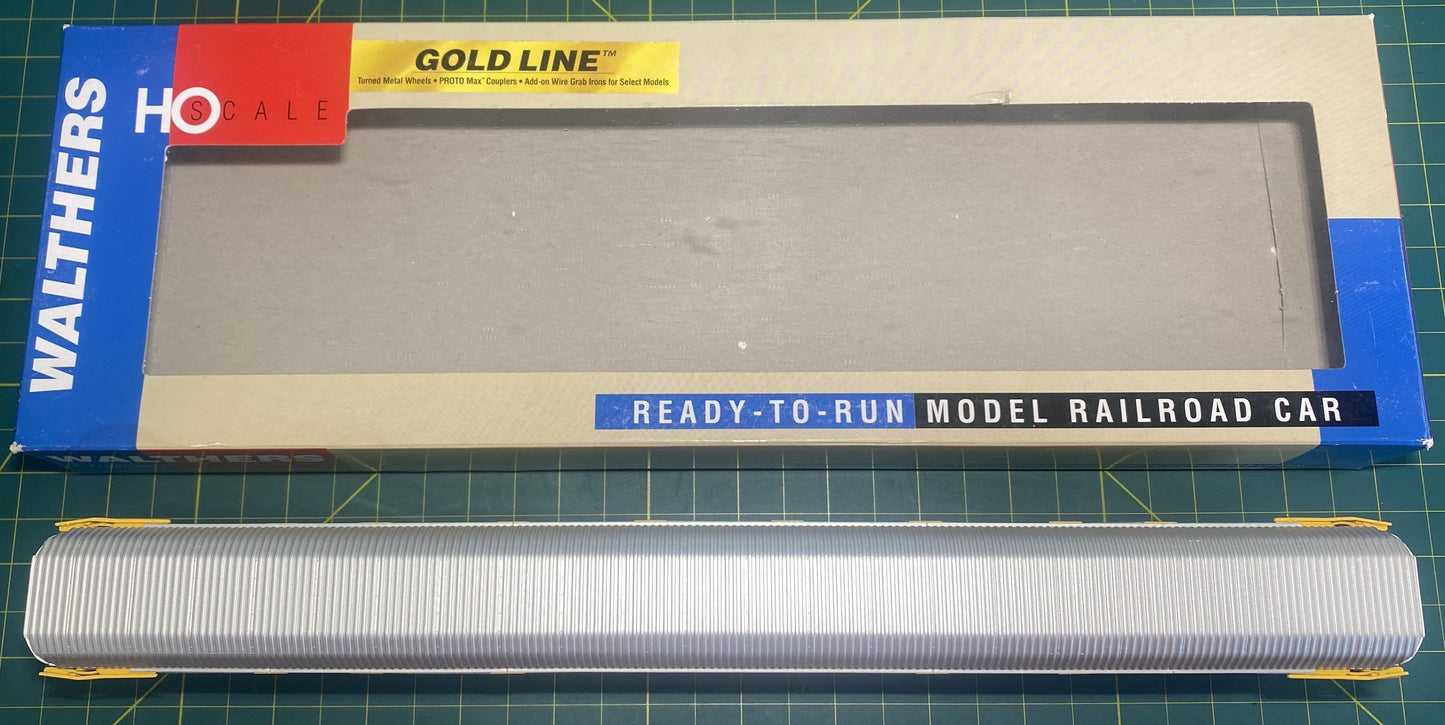 WALTHERS
HO SCALE
GOLD LINE™
Turned Metal Wheels • PROTO Max™ Couplers • Add-on Wire Grab Irons for Select Models
READY-TO-RUN MODEL RAILROAD CAR
WALTHERS